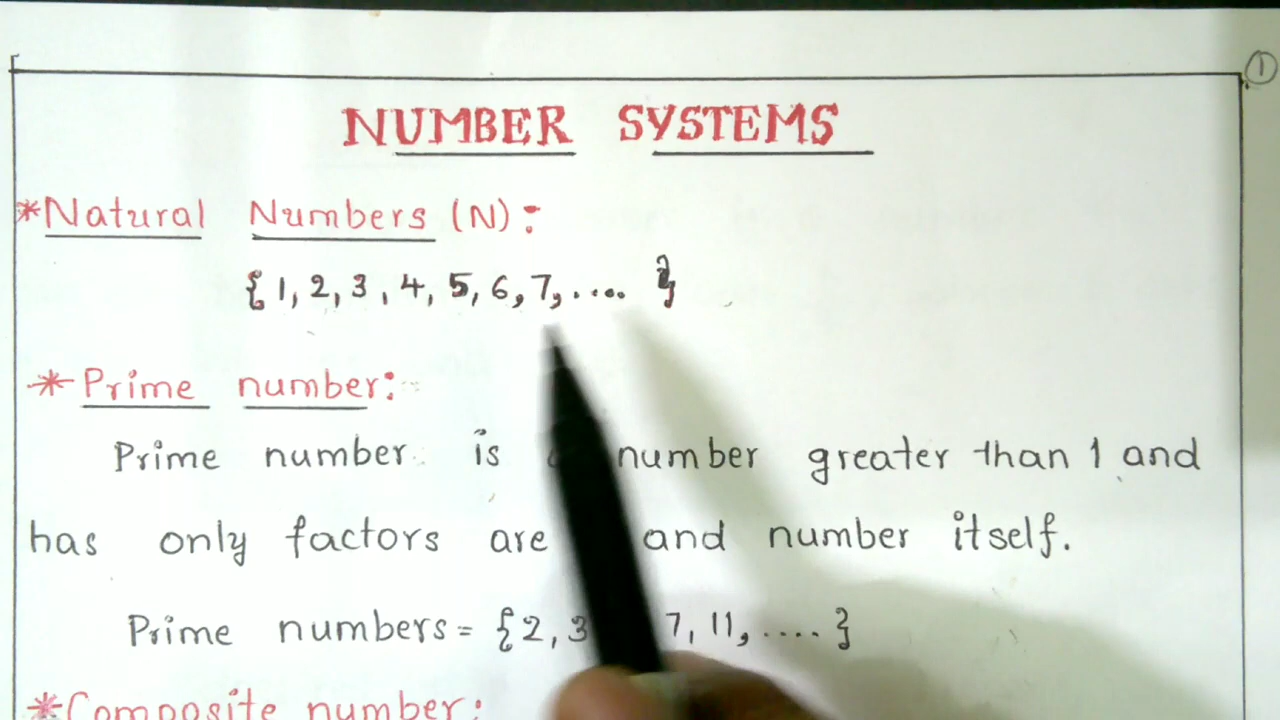 ①
NUMBER SYSTEMS
*Natural Numbers (N):
{1, 2, 3, 4, 5, 6, 7, .... }
*Prime number:
Prime number is number greater than 1 and
has only factors are and number itself.
Prime numbers = {2, 3 7, 11, .... }
*Composite number: